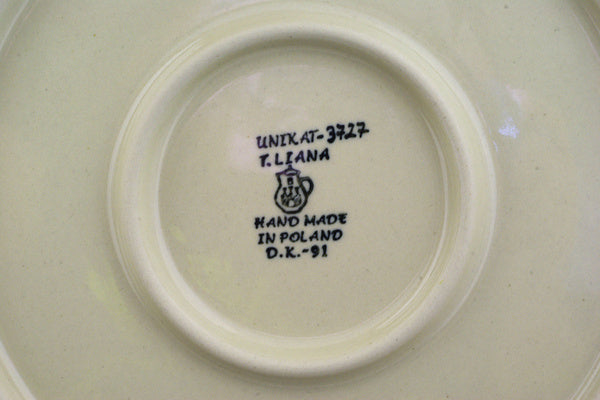 UNIKAT-3727
T. LIANA
HAND MADE
IN POLAND
D.K.-91